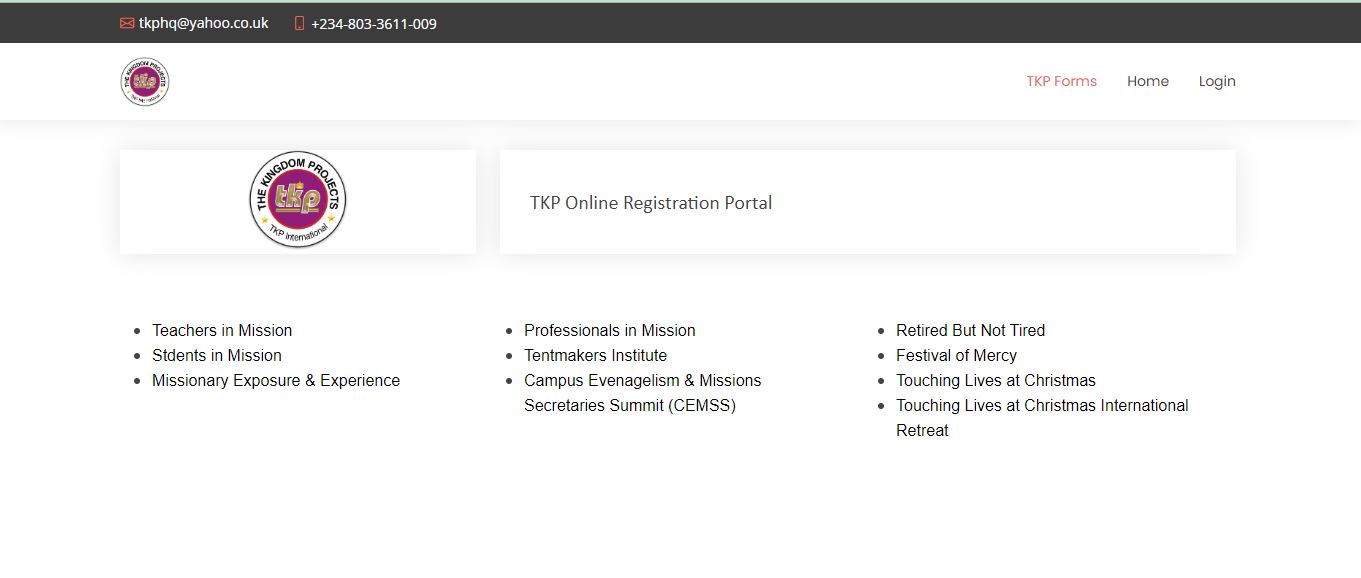 tkphq@yahoo.co.uk +234-803-3611-009
THE KINGDOM PROJECTS
tkp
TKP International
TKP Forms Home Login
THE KINGDOM PROJECTS
tkp
TKP International
TKP Online Registration Portal
Teachers in Mission
Stdents in Mission
Missionary Exposure & Experience
Professionals in Mission
Tentmakers Institute
Campus Evenagelism & Missions
Secretaries Summit (CEMSS)
Retired But Not Tired
Festival of Mercy
Touching Lives at Christmas
Touching Lives at Christmas International
Retreat